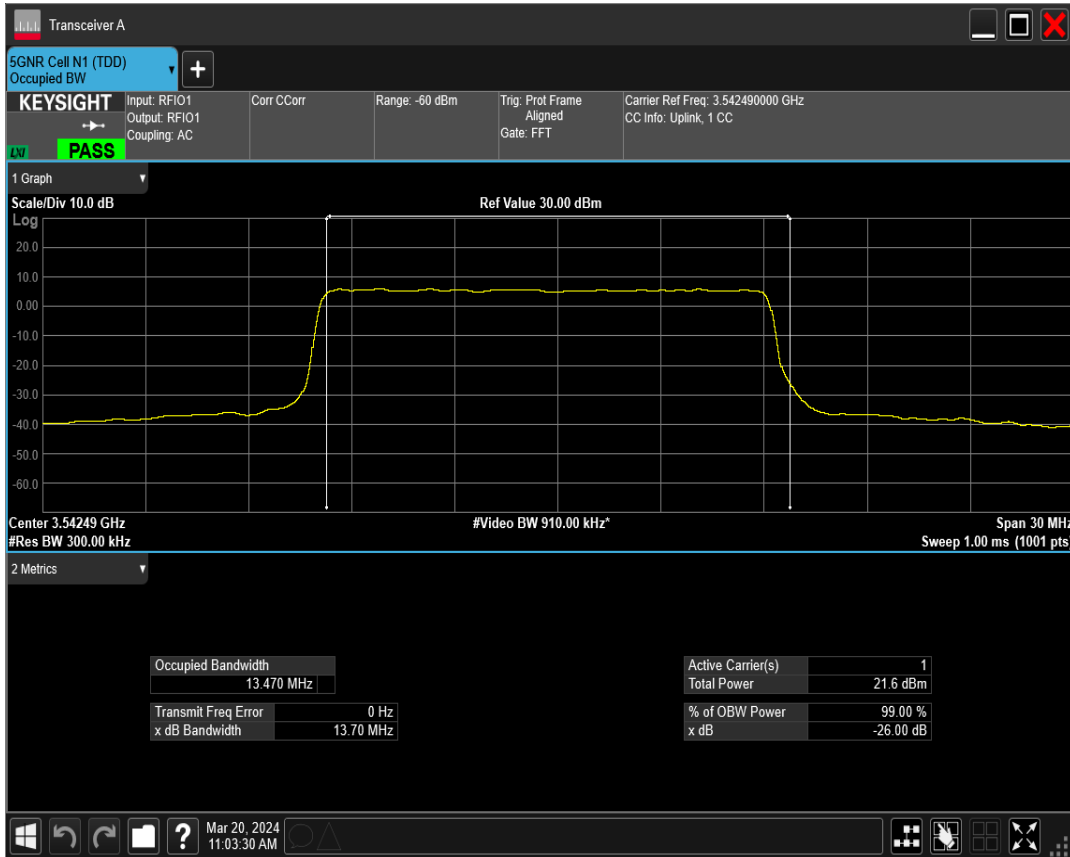 Transceiver A
5GNR Cell N1 (TDD)
Occupied BW
+
KEYSIGHT
LXI
PASS
Input: RFIO1
Output: RFIO1
Coupling: AC
Corr CCorr
Range: -60 dBm
Trig: Prot Frame
Aligned
Gate: FFT
Carrier Ref Freq: 3.542490000 GHz
CC Info: Uplink, 1 CC
1 Graph
Scale/Div 10.0 dB
Ref Value 30.00 dBm
Log
20.0
10.0
0.00
-10.0
-20.0
-30.0
-40.0
-50.0
-60.0
Center 3.54249 GHz
#Video BW 910.00 kHz*
Span 30 MHz
#Res BW 300.00 kHz
Sweep 1.00 ms (1001 pts)
2 Metrics
Occupied Bandwidth
13.470 MHz
Transmit Freq Error 0 Hz
x dB Bandwidth 13.70 MHz
Active Carrier(s) 1
Total Power 21.6 dBm
% of OBW Power 99.00 %
x dB -26.00 dB
?
Mar 20, 2024
11:03:30 AM